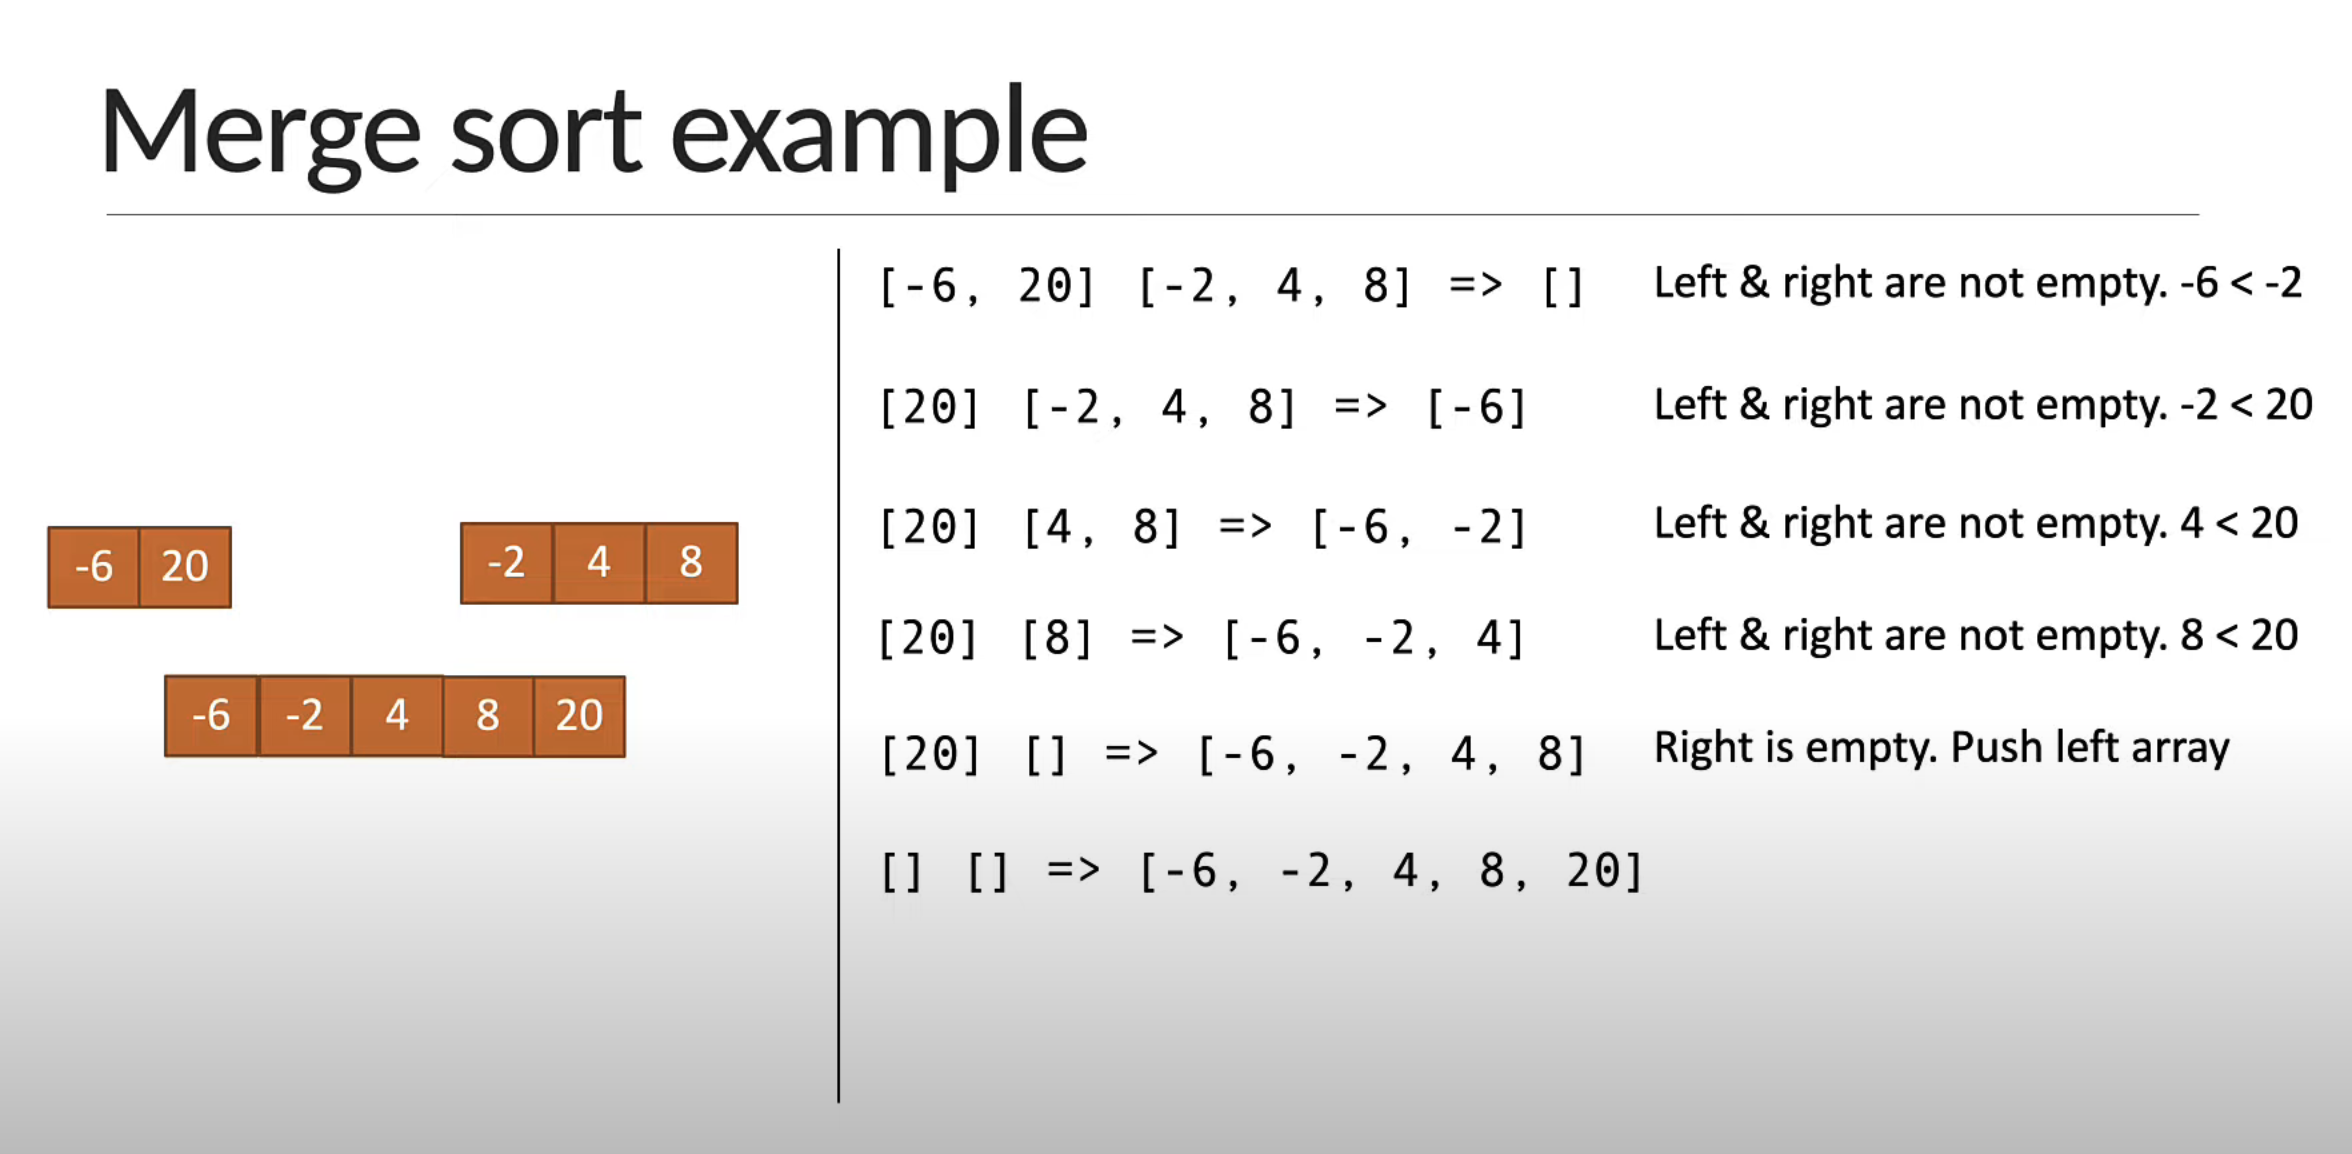 Merge sort example
-6 20
-2 4 8
-6 -2 4 8 20
[-6, 20] [-2, 4, 8] => [] Left & right are not empty. -6 < -2
[20] [-2, 4, 8] => [-6] Left & right are not empty. -2 < 20
[20] [4, 8] => [-6, -2] Left & right are not empty. 4 < 20
[20] [8] => [-6, -2, 4] Left & right are not empty. 8 < 20
[20] [] => [-6, -2, 4, 8] Right is empty. Push left array
[] [] => [-6, -2, 4, 8, 20]